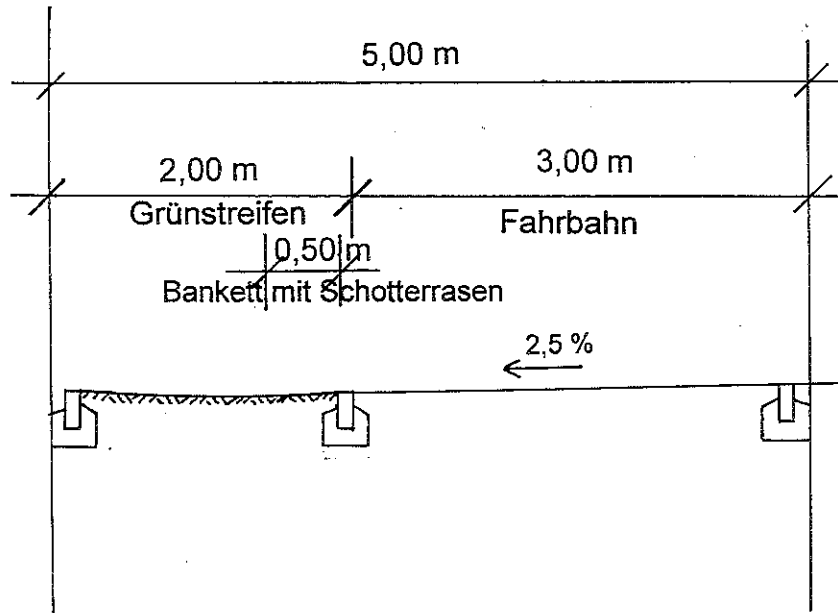 5,00 m
2,00 m
3,00 m
Grünstreifen
Fahrbahn
0,50 m
Bankett mit Schotterrasen
2,5 %